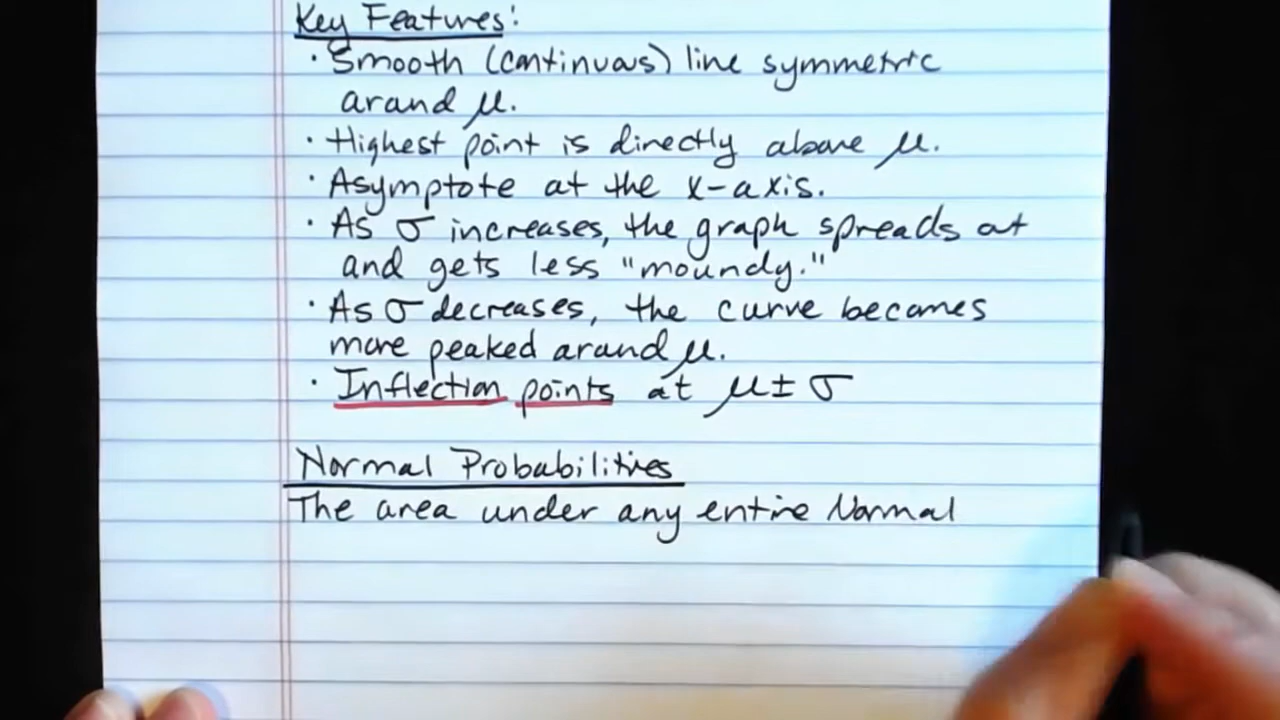 Key Features:
· Smooth (continuous) line symmetric
around μ.
· Highest point is directly above μ.
· Asymptote at the x-axis.
· As σ increases, the graph spreads out
and gets less "moundy."
· As σ decreases, the curve becomes
more peaked around μ.
· Inflection points at μ ± σ
Normal Probabilities
The area under any entire Normal